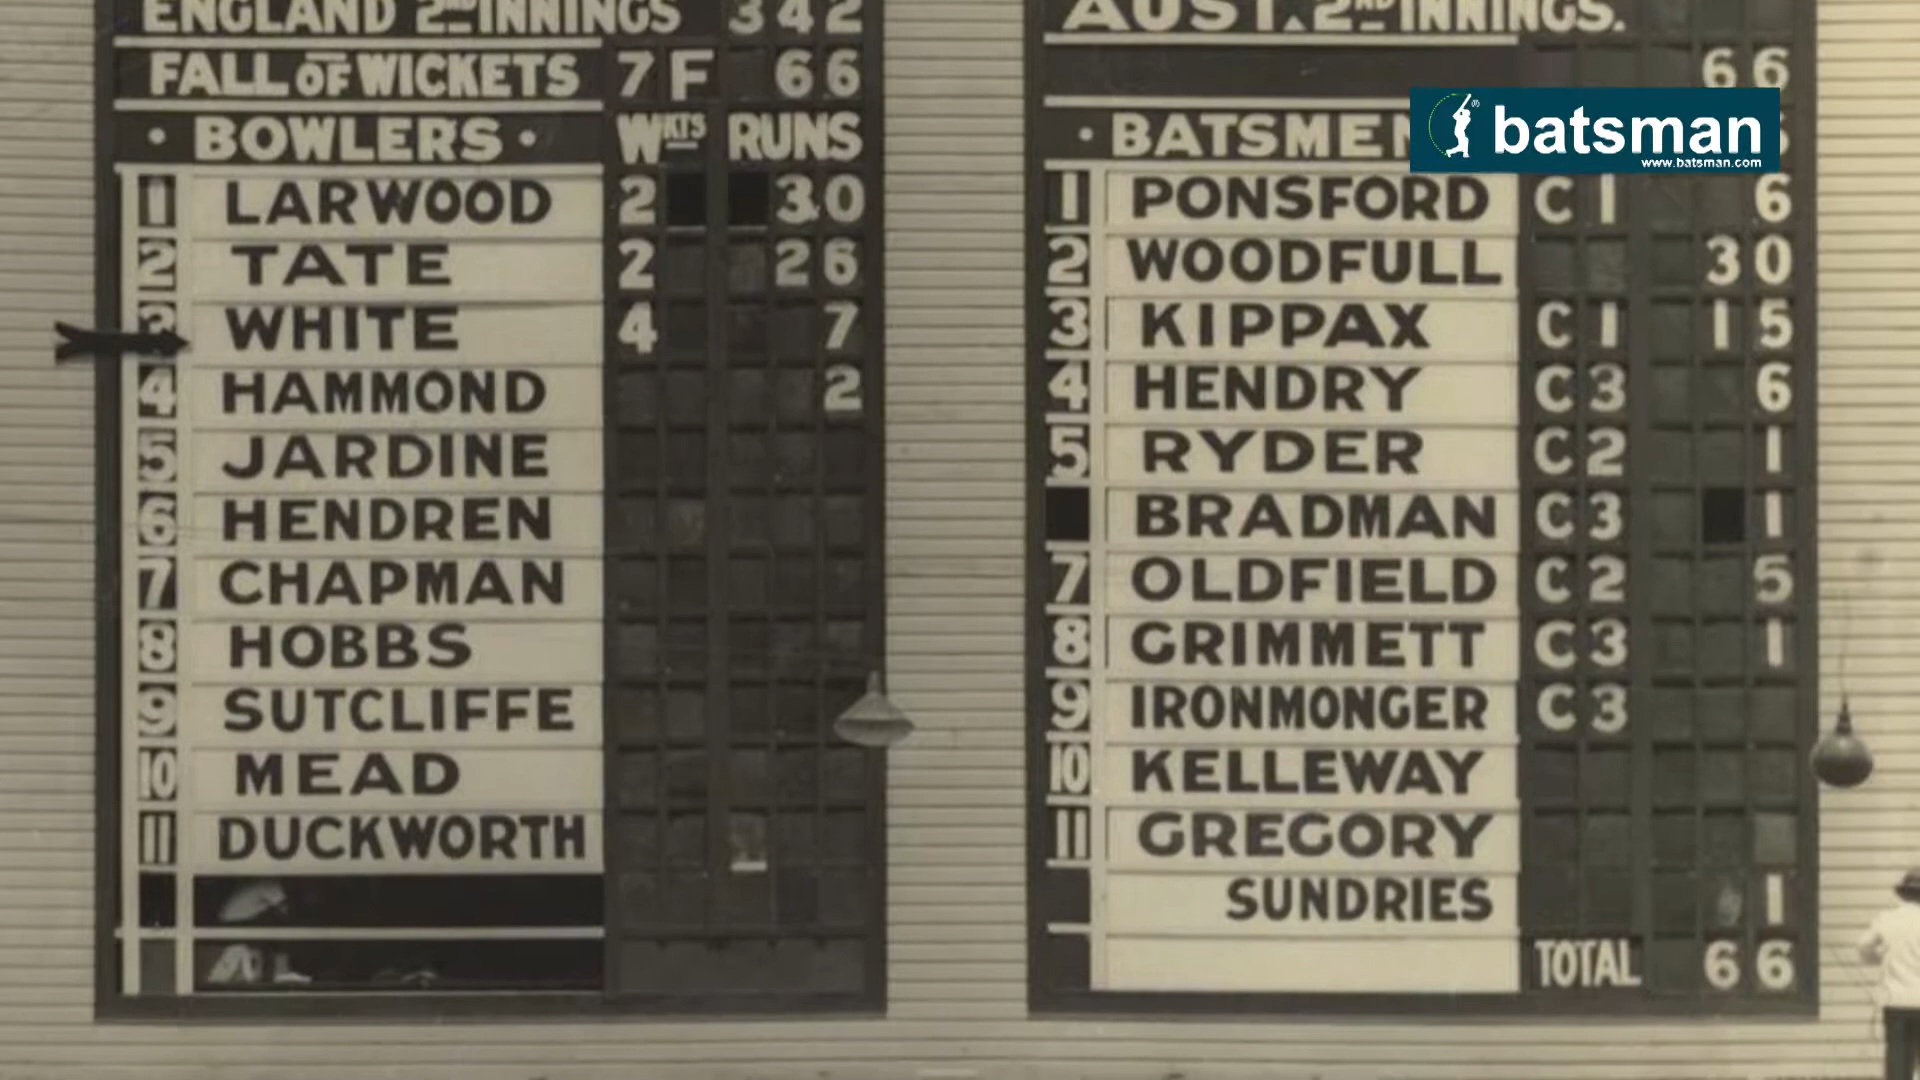 ENGLAND 2ND INNINGS 342
FALL OF WICKETS 7 F 66
• BOWLERS • WKTS RUNS
1 LARWOOD 2 30
2 TATE 2 26
3 WHITE 4 7
4 HAMMOND 2
5 JARDINE
6 HENDREN
7 CHAPMAN
8 HOBBS
9 SUTCLIFFE
10 MEAD
11 DUCKWORTH
AUST. 2ND INNINGS.
66
• BATSMEN
batsman
www.batsman.com
1 PONSFORD C 1 6
2 WOODFULL 30
3 KIPPAX C 1 15
4 HENDRY C 3 6
5 RYDER C 2 1
BRADMAN C 3 1
7 OLDFIELD C 2 5
8 GRIMMETT C 3 1
9 IRONMONGER C 3
10 KELLEWAY
11 GREGORY
SUNDRIES 1
TOTAL 66